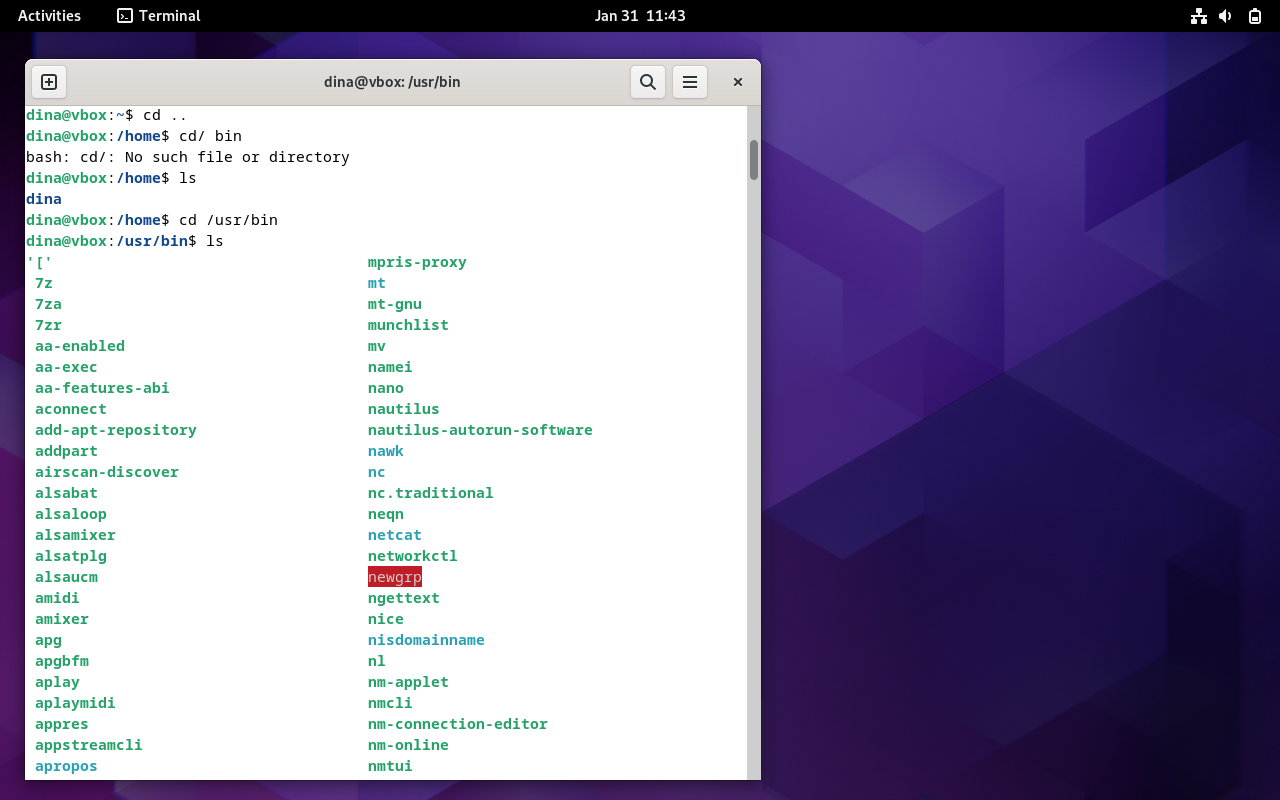 Activities Terminal Jan 31 11:43
dina@vbox: /usr/bin
dina@vbox:~$ cd ..
dina@vbox:/home$ cd/ bin
bash: cd/: No such file or directory
dina@vbox:/home$ ls
dina
dina@vbox:/home$ cd /usr/bin
dina@vbox:/usr/bin$ ls
'[' mpris-proxy
7z mt
7za mt-gnu
7zr munchlist
aa-enabled mv
aa-exec namei
aa-features-abi nano
aconnect nautilus
add-apt-repository nautilus-autorun-software
addpart nawk
airscan-discover nc
alsabat nc.traditional
alsaloop neqn
alsamixer netcat
alsatplg networkctl
alsaucm newgrp
amidi ngettext
amixer nice
apg nisdomainname
apgbfm nl
aplay nm-applet
aplaymidi nmcli
appres nm-connection-editor
appstreamcli nm-online
apropos nmtui